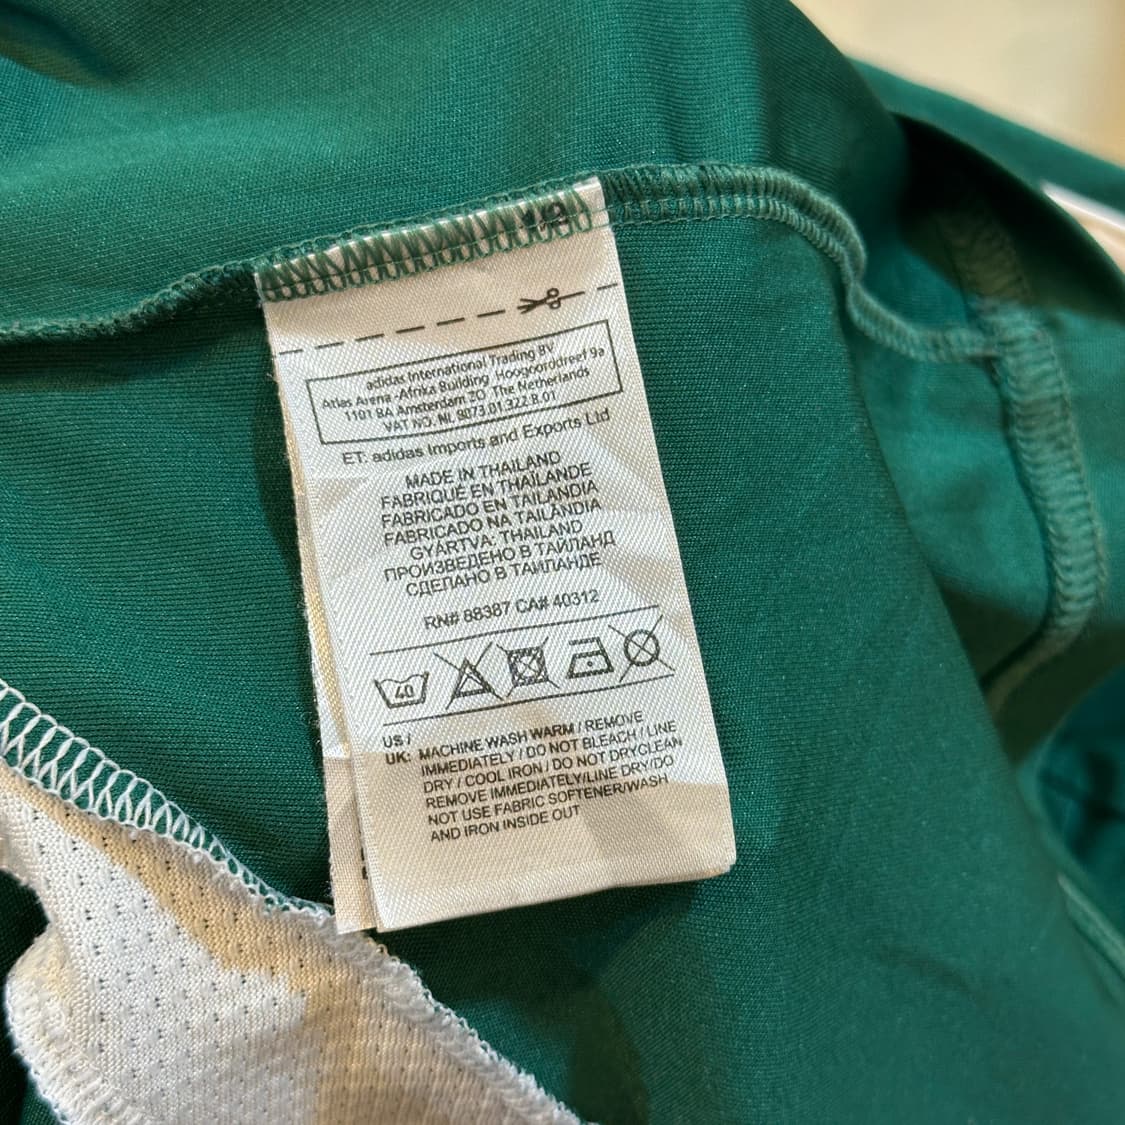 1/2
adidas International Trading BV
Atlas Arena -Afrika Building Hoogoorddreef 9a
1101 BA Amsterdam ZO The Netherlands
VAT NO. NL 8073.01.322.B.01
ET: adidas Imports and Exports Ltd
MADE IN THAILAND
FABRIQUÉ EN THAÏLANDE
FABRICADO EN TAILANDIA
FABRICADO NA TAILÂNDIA
GYÁRTVA: THAILAND
ПРОИЗВЕДЕНО В ТАЙЛАНД
СДЕЛАНО В ТАИЛАНДЕ
RN# 88387 CA# 40312
40
US /
UK: MACHINE WASH WARM / REMOVE
IMMEDIATELY / DO NOT BLEACH / LINE
DRY / COOL IRON / DO NOT DRYCLEAN
REMOVE IMMEDIATELY/LINE DRY/DO
NOT USE FABRIC SOFTENER/WASH
AND IRON INSIDE OUT